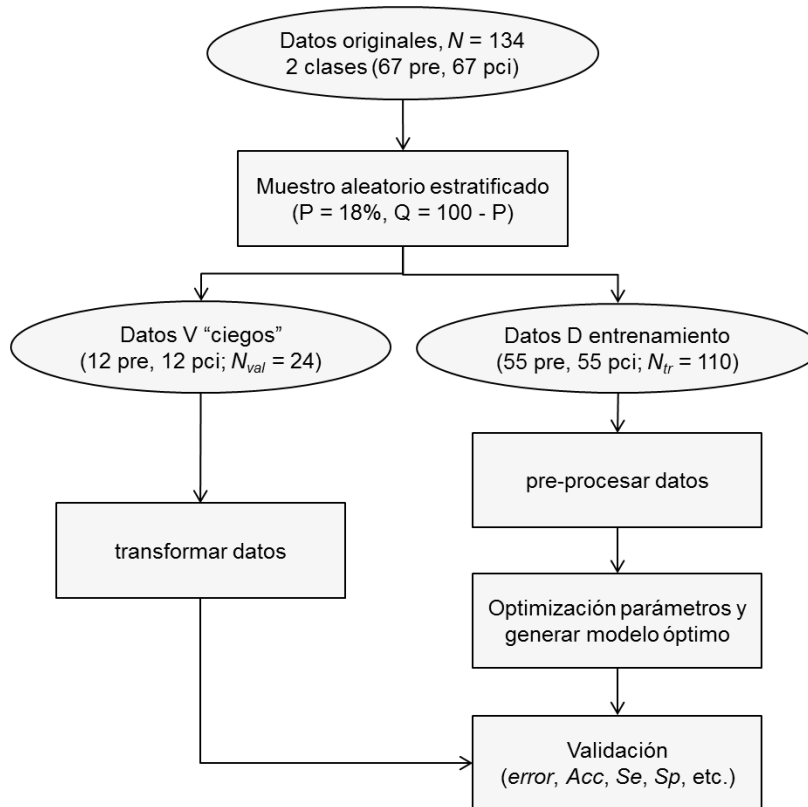 Datos originales, N = 134
2 clases (67 pre, 67 pci)
Muestro aleatorio estratificado
(P = 18%, Q = 100 - P)
Datos V “ciegos”
(12 pre, 12 pci; Nval = 24)
Datos D entrenamiento
(55 pre, 55 pci; Ntr = 110)
pre-procesar datos
transformar datos
Optimización parámetros y
generar modelo óptimo
Validación
(error, Acc, Se, Sp, etc.)